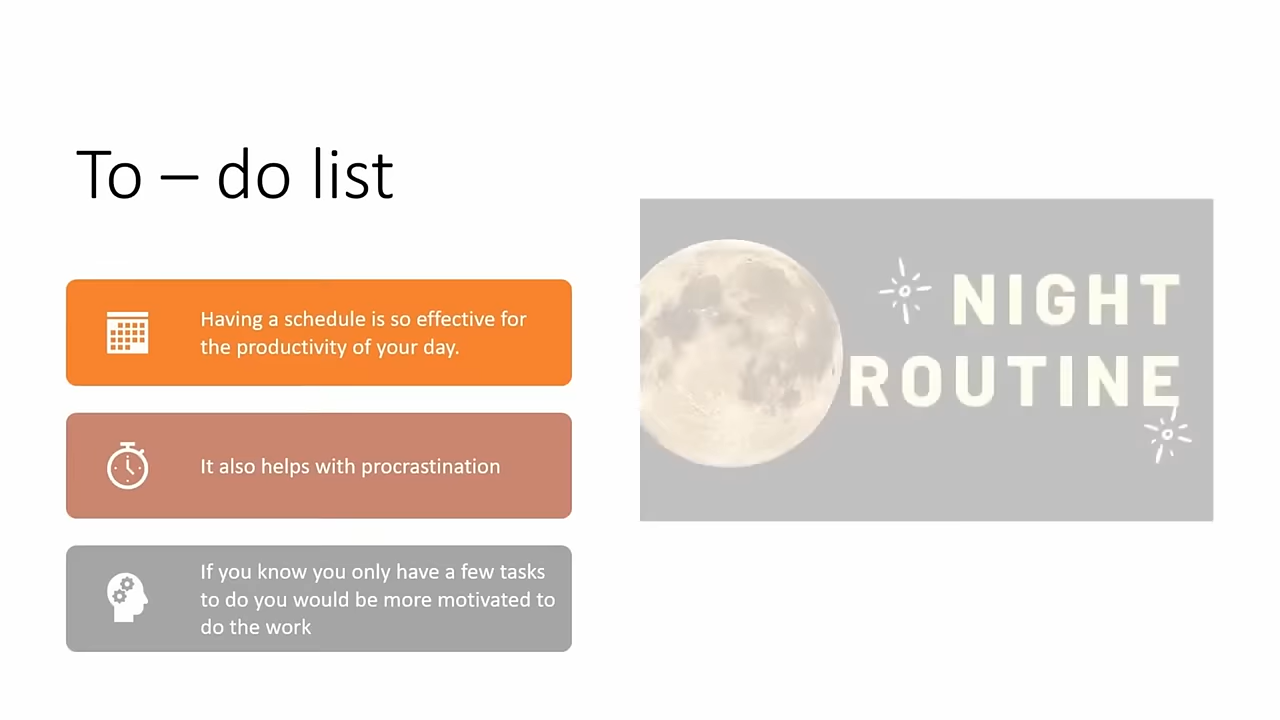 To – do list
Having a schedule is so effective for
the productivity of your day.
It also helps with procrastination
If you know you only have a few tasks
to do you would be more motivated to
do the work
NIGHT
ROUTINE